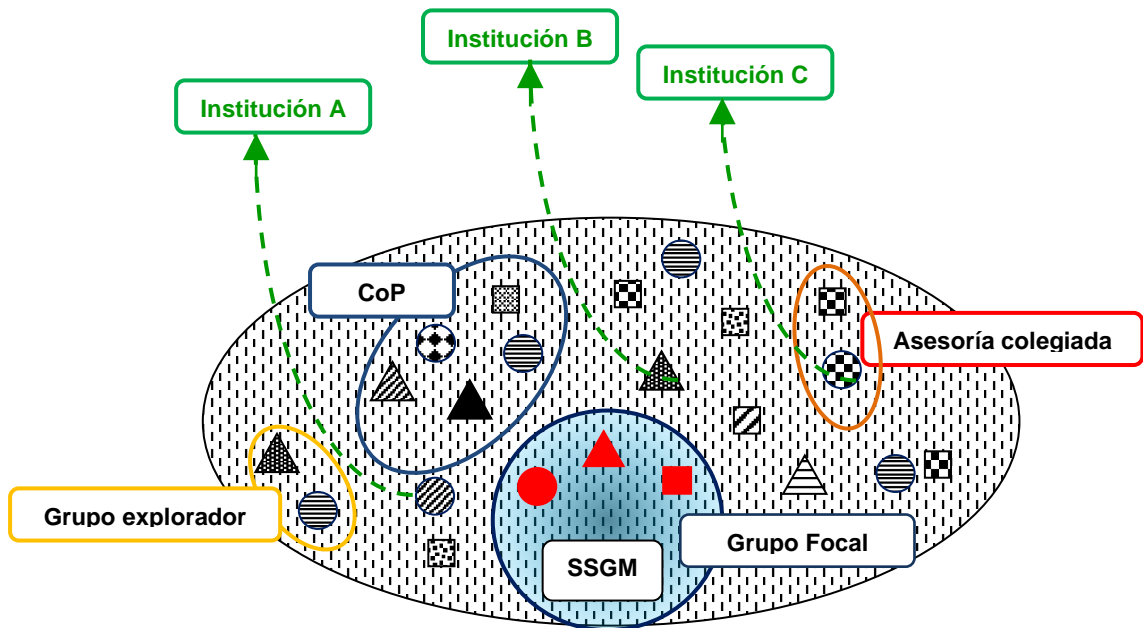 Institución B
Institución C
Institución A
CoP
Asesoría colegiada
Grupo explorador
Grupo Focal
SSGM